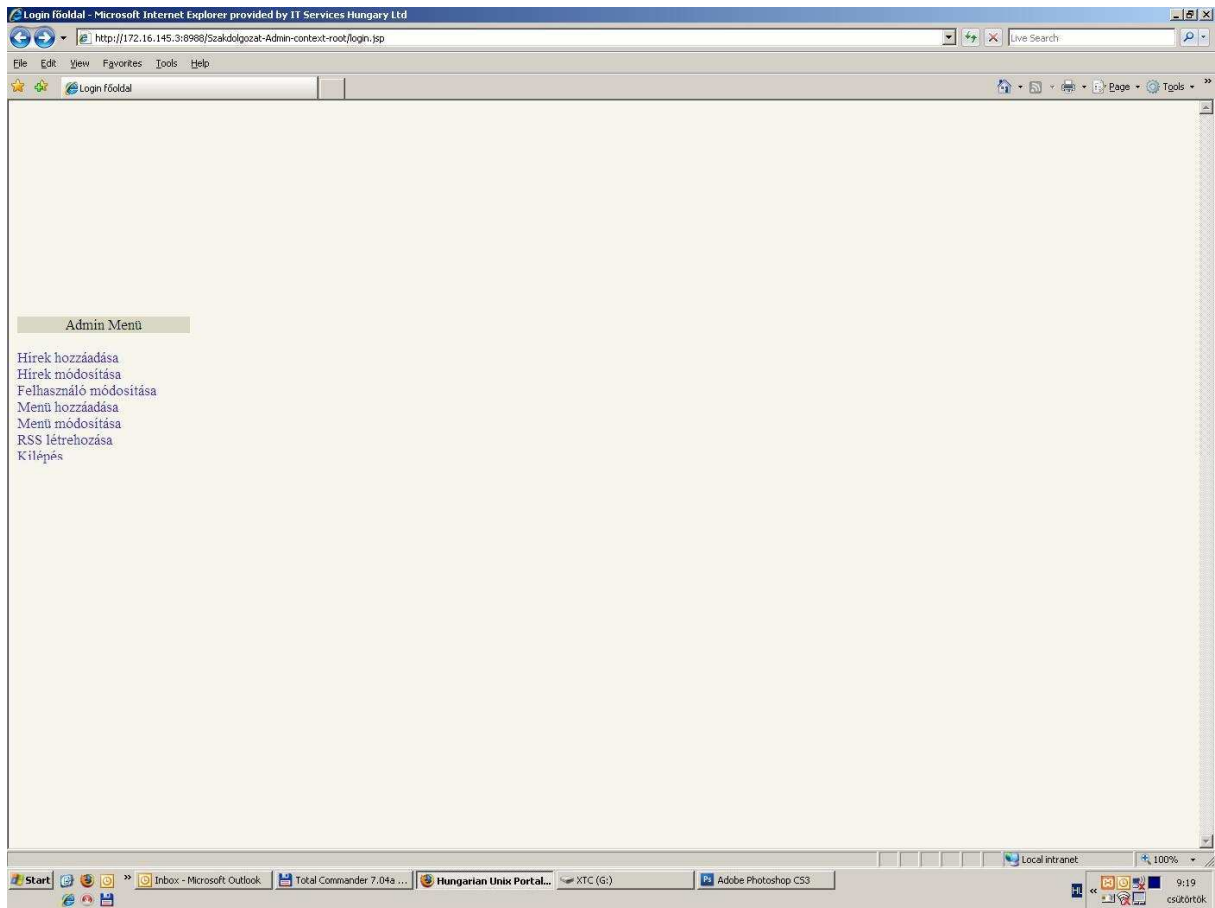 Login főoldal - Microsoft Internet Explorer provided by IT Services Hungary Ltd
http://172.16.145.3:8988/Szakdolgozat-Admin-context-root/login.jsp
Live Search
File Edit View Favorites Tools Help
Login főoldal
Page Tools »
Admin Menü
Hírek hozzáadása
Hírek módosítása
Felhasználó módosítása
Menü hozzáadása
Menü módosítása
RSS létrehozása
Kilépés
Local intranet 100%
Start » Inbox - Microsoft Outlook Total Commander 7.04a ... Hungarian Unix Portal... XTC (G:) Adobe Photoshop CS3 HU « 9:19
csütörtök